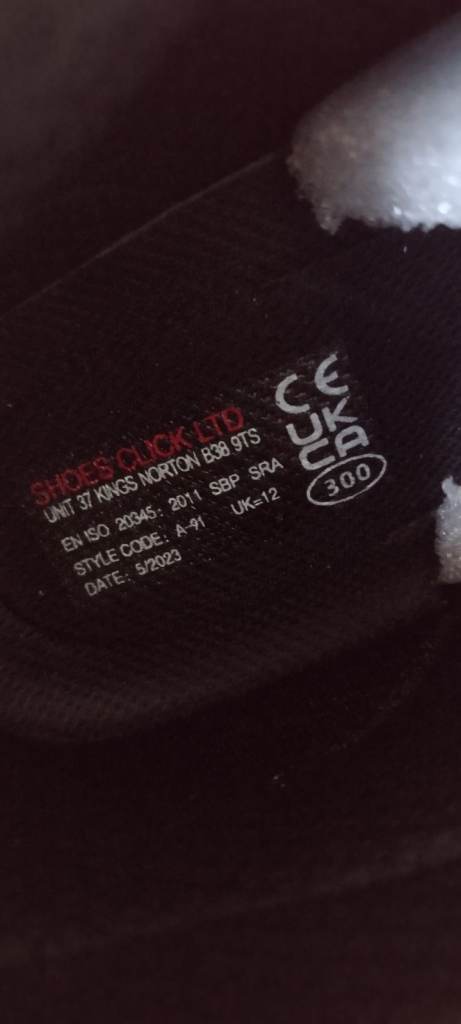 SHOES CLICK LTD
UNIT 37 KINGS NORTON B38 9TS
EN ISO 20345: 2011 SBP SRA
STYLE CODE: A-91 UK=12
DATE: 5/2023
CE
UK
CA
300